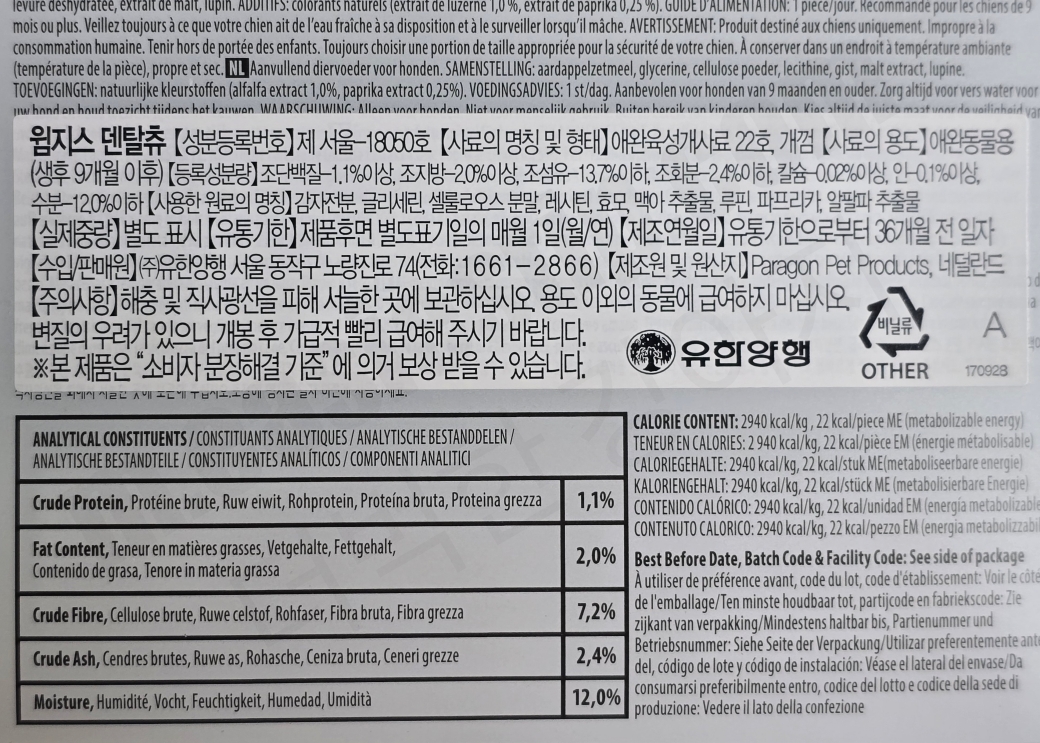 levure déshydratée, extrait de malt, lupin. ADDITIFS: colorants naturels (extrait de luzerne 1,0 %, extrait de paprika 0,25 %). GUIDE D'ALIMENTATION: 1 pièce/jour. Recommandé pour les chiens de 9
mois ou plus. Veillez toujours à ce que votre chien ait de l'eau fraîche à sa disposition et à le surveiller lorsqu'il mâche. AVERTISSEMENT: Produit destiné aux chiens uniquement. Impropre à la
consommation humaine. Tenir hors de portée des enfants. Toujours choisir une portion de taille appropriée pour la sécurité de votre chien. À conserver dans un endroit à température ambiante
(température de la pièce), propre et sec. NL Aanvullend diervoeder voor honden. SAMENSTELLING: aardappelzetmeel, glycerine, cellulose poeder, lecithine, gist, malt extract, lupine.
TOEVOEGINGEN: natuurlijke kleurstoffen (alfalfa extract 1,0%, paprika extract 0,25%). VOEDINGSADVIES: 1 st/dag. Aanbevolen voor honden van 9 maanden en ouder. Zorg altijd voor vers water voor
uw hond en houd toezicht tijdens het kauwen. WAARSCHUWING: Alleen voor honden. Niet voor menselijk gebruik. Buiten bereik van kinderen houden. Kies altijd de juiste maat voor de veiligheid van
윔지스 덴탈츄 【성분등록번호】 제 서울-18050호 【사료의 명칭 및 형태】 애완육성개사료 22호, 개껌 【사료의 용도】 애완동물용
(생후 9개월 이후) 【등록성분량】 조단백질-1.1%이상, 조지방-2.0%이상, 조섬유-13.7%이하, 조회분-2.4%이하, 칼슘-0.02%이상, 인-0.1%이상,
수분-12.0%이하 【사용한 원료의 명칭】 감자전분, 글리세린, 셀룰로오스 분말, 레시틴, 효모, 맥아 추출물, 루핀, 파프리카, 알팔파 추출물
【실제중량】 별도 표시 【유통기한】 제품후면 별도표기일의 매월 1일(월/연) 【제조연월일】 유통기한으로부터 36개월 전 일자
【수입/판매원】 ㈜유한양행 서울 동작구 노량진로 74(전화:1661-2866) 【제조원 및 원산지】 Paragon Pet Products, 네덜란드
【주의사항】 해충 및 직사광선을 피해 서늘한 곳에 보관하십시오. 용도 이외의 동물에 급여하지 마십시오.
변질의 우려가 있으니 개봉 후 가급적 빨리 급여해 주시기 바랍니다.
※본 제품은 "소비자 분쟁해결 기준"에 의거 보상 받을 수 있습니다.
유한양행
비닐류
OTHER
A
170928
ANALYTICAL CONSTITUENTS / CONSTITUANTS ANALYTIQUES / ANALYTISCHE BESTANDDELEN /
ANALYTISCHE BESTANDTEILE / CONSTITUYENTES ANALÍTICOS / COMPONENTI ANALITICI
Crude Protein, Protéine brute, Ruw eiwit, Rohprotein, Proteína bruta, Proteina grezza 1,1%
Fat Content, Teneur en matières grasses, Vetgehalte, Fettgehalt,
Contenido de grasa, Tenore in materia grassa 2,0%
Crude Fibre, Cellulose brute, Ruwe celstof, Rohfaser, Fibra bruta, Fibra grezza 7,2%
Crude Ash, Cendres brutes, Ruwe as, Rohasche, Ceniza bruta, Ceneri grezze 2,4%
Moisture, Humidité, Vocht, Feuchtigkeit, Humedad, Umidità 12,0%
CALORIE CONTENT: 2940 kcal/kg, 22 kcal/piece ME (metabolizable energy)
TENEUR EN CALORIES: 2 940 kcal/kg, 22 kcal/pièce EM (énergie métabolisable)
CALORIEGEHALTE: 2940 kcal/kg, 22 kcal/stuk ME(metaboliseerbare energie)
KALORIENGEHALT: 2940 kcal/kg, 22 kcal/stück ME (metabolisierbare Energie)
CONTENIDO CALÓRICO: 2940 kcal/kg, 22 kcal/unidad EM (energía metabolizable
CONTENUTO CALORICO: 2940 kcal/kg, 22 kcal/pezzo EM (energia metabolizzabil
Best Before Date, Batch Code & Facility Code: See side of package
À utiliser de préférence avant, code du lot, code d'établissement: Voir le côté
de l'emballage/Ten minste houdbaar tot, partijcode en fabriekscode: Zie
zijkant van verpakking/Mindestens haltbar bis, Partienummer und
Betriebsnummer: Siehe Seite der Verpackung/Utilizar preferentemente ante
del, código de lote y código de instalación: Véase el lateral del envase/Da
consumarsi preferibilmente entro, codice del lotto e codice della sede di
produzione: Vedere il lato della confezione